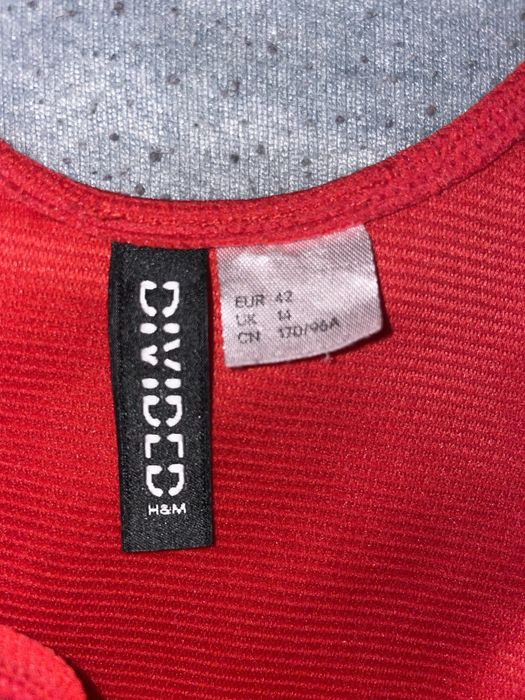 DIVIDED
H&M
EUR 42
UK 14
CN 170/96A